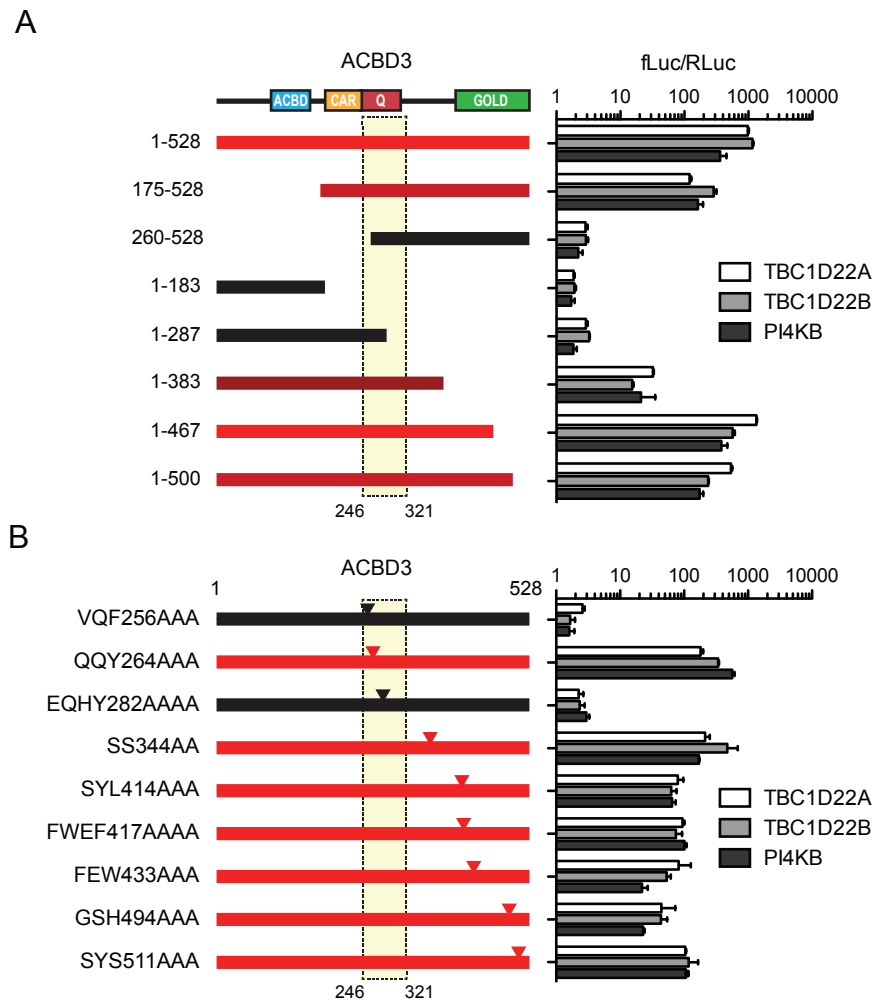 A
ACBD3
fLuc/RLuc
ACBD CAR Q GOLD
1 10 100 1000 10000
1-528
175-528
260-528
1-183
1-287
1-383
1-467
1-500
TBC1D22A
TBC1D22B
PI4KB
246 321
B
ACBD3
1 528
1 10 100 1000 10000
VQF256AAA
QQY264AAA
EQHY282AAAA
SS344AA
SYL414AAA
FWEF417AAAA
FEW433AAA
GSH494AAA
SYS511AAA
TBC1D22A
TBC1D22B
PI4KB
246 321